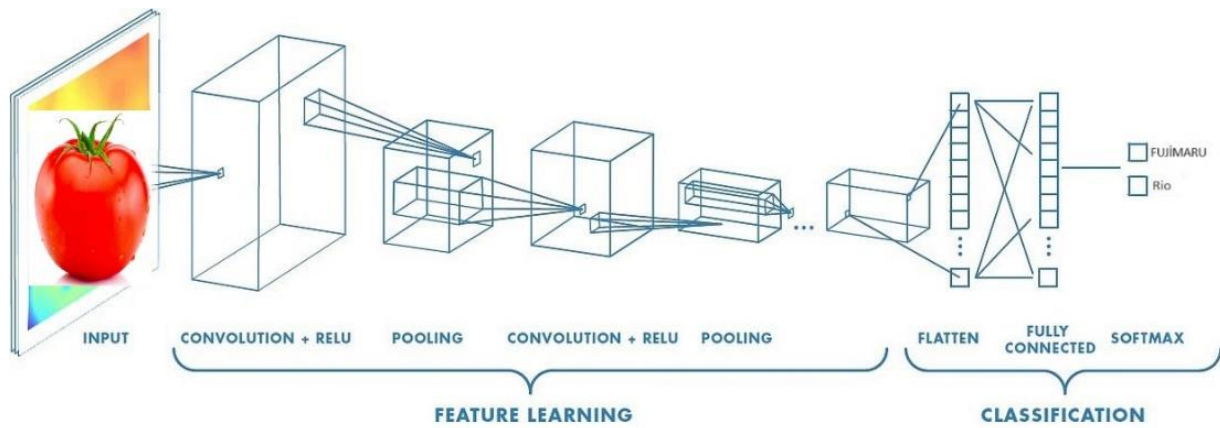 FUJİMARU
Rio
INPUT
CONVOLUTION + RELU
POOLING
CONVOLUTION + RELU
POOLING
FLATTEN
FULLY
CONNECTED
SOFTMAX
FEATURE LEARNING
CLASSIFICATION